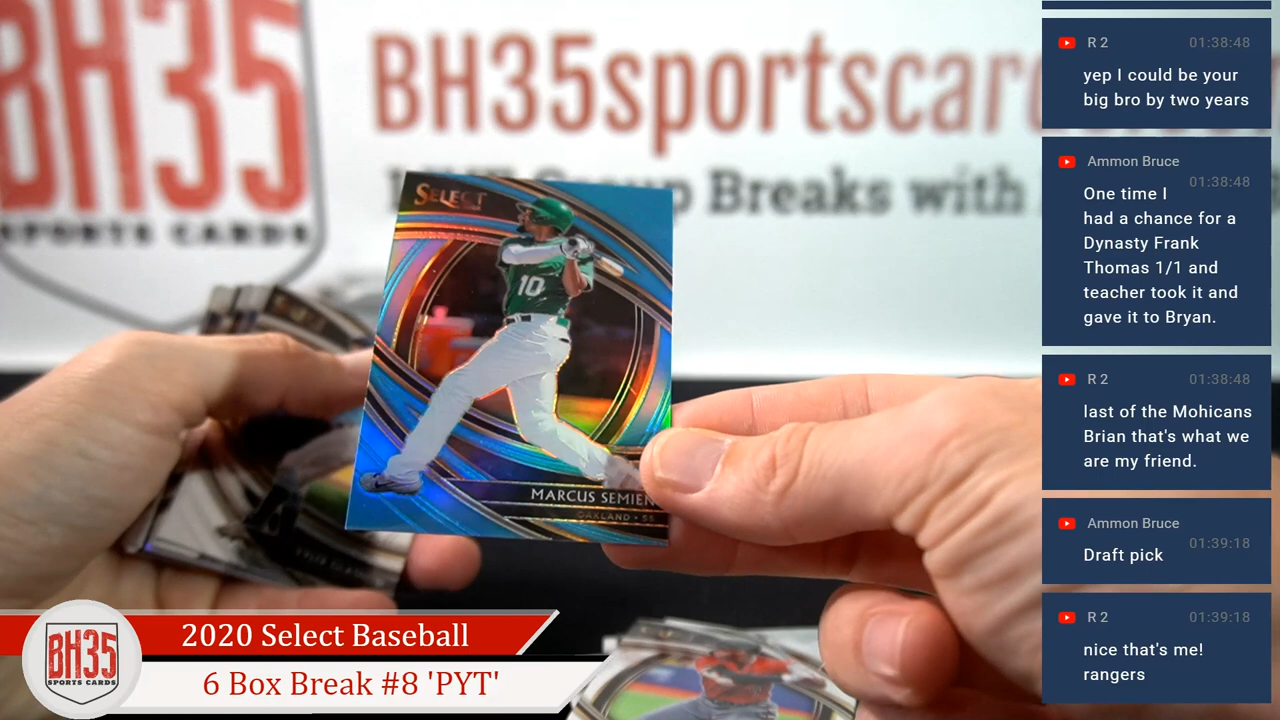 BH35
SPORTS CARDS
BH35sportscard
Breaks with
SELECT
10
MARCUS SEMIEN
OAKLAND • SS
2020 Select Baseball
6 Box Break #8 'PYT'
BH35
SPORTS CARDS
R 2
01:38:48
yep I could be your
big bro by two years
Ammon Bruce
01:38:48
One time I
had a chance for a
Dynasty Frank
Thomas 1/1 and
teacher took it and
gave it to Bryan.
R 2
01:38:48
last of the Mohicans
Brian that's what we
are my friend.
Ammon Bruce
01:39:18
Draft pick
R 2
01:39:18
nice that's me!
rangers